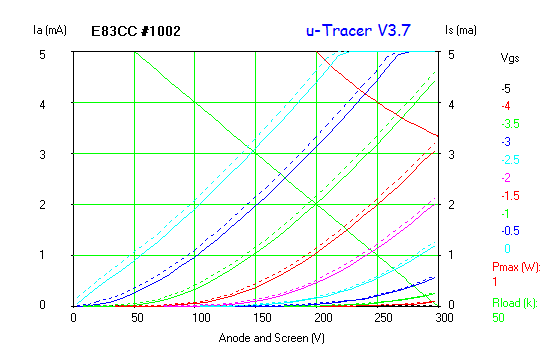 Ia (mA) E83CC #1002 u-Tracer V3.7 Is (ma)
5 5
Vgs
-5
4 4 -4
-3.5
-3
3 3 -2.5
-2
2 2 -1.5
-1
-0.5
1 1 0
Pmax (W):
1
0 0 Rload (k):
50
0 50 100 150 200 250 300
Anode and Screen (V)